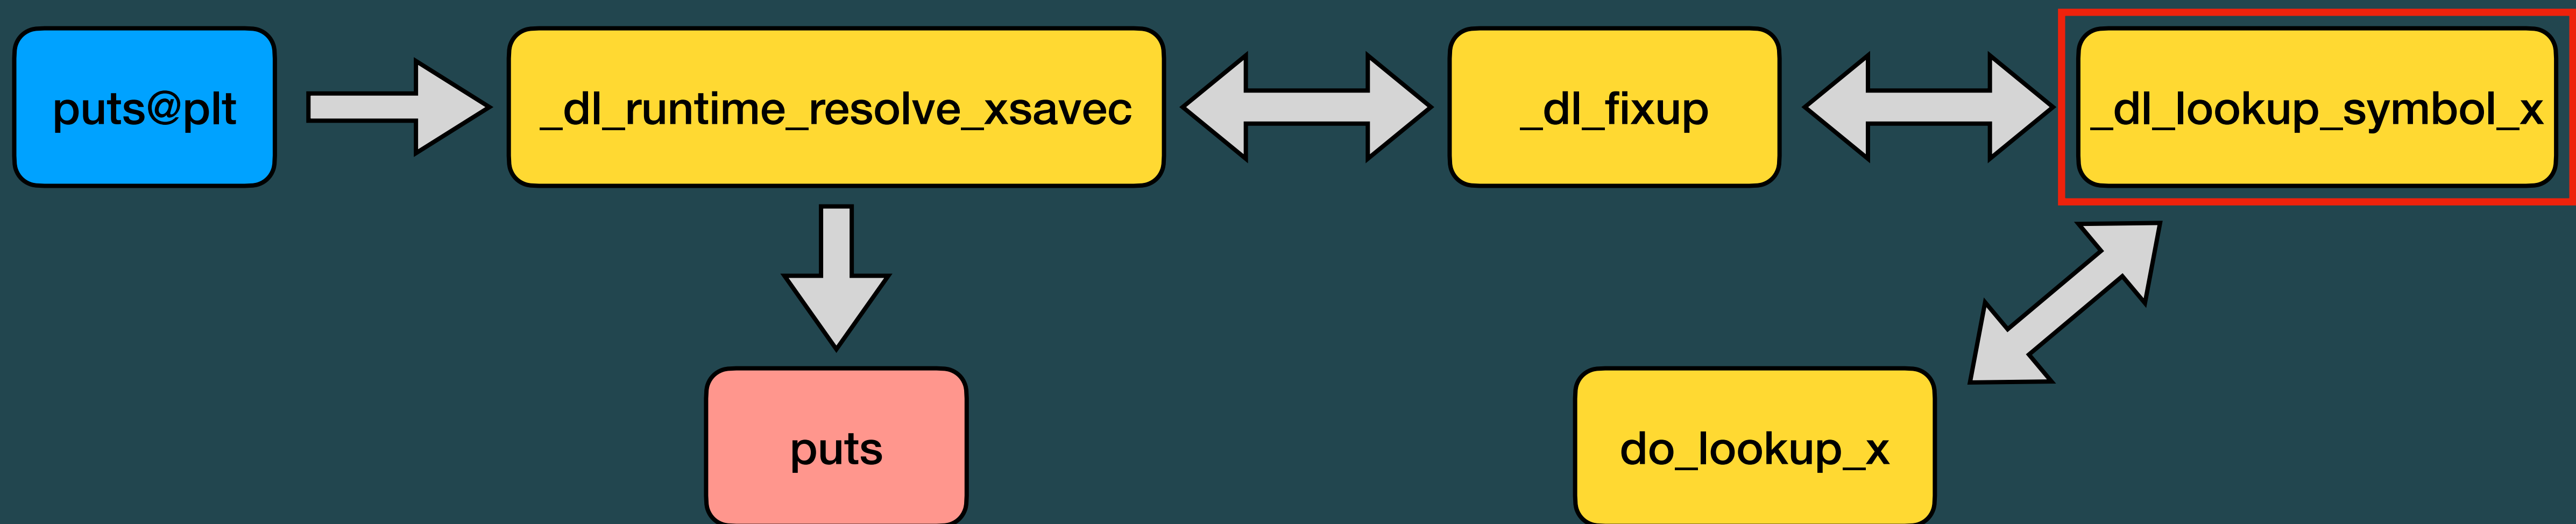 puts@plt
_dl_runtime_resolve_xsavec
_dl_fixup
_dl_lookup_symbol_x
puts
do_lookup_x